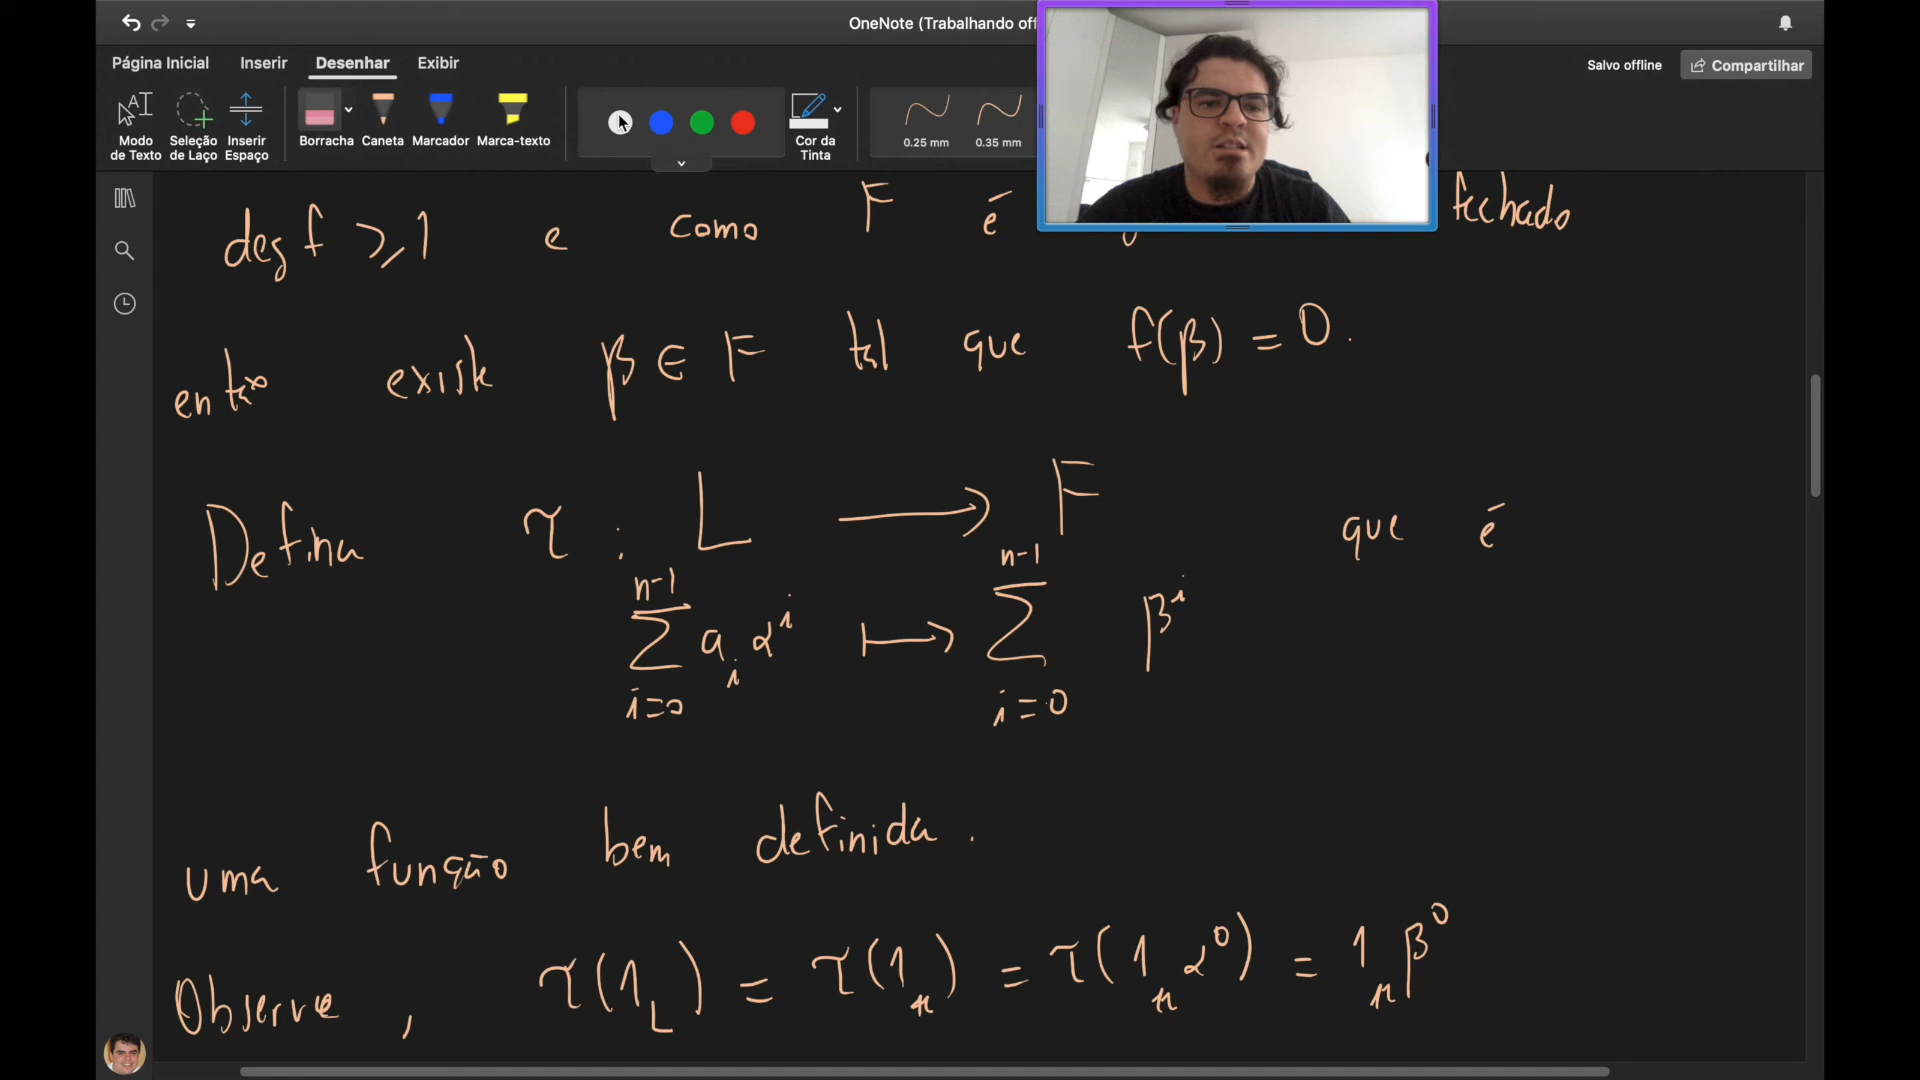 OneNote (Trabalhando off
Página Inicial Inserir Desenhar Exibir
Salvo offline Compartilhar
Modo de Texto Seleção de Laço Inserir Espaço Borracha Caneta Marcador Marca-texto Cor da Tinta 0.25 mm 0.35 mm
deg f ⩾ 1 e como F é fechado
então existe β ∈ F tal que f(β) = 0.
Defina τ : L → F que é
n-1 n-1
∑ a_i α^i ↦ ∑ β^i
i=0 i=0
uma função bem definida.
Observe, τ(1_L) = τ(1_K) = τ(1_K α^0) = 1_K β^0